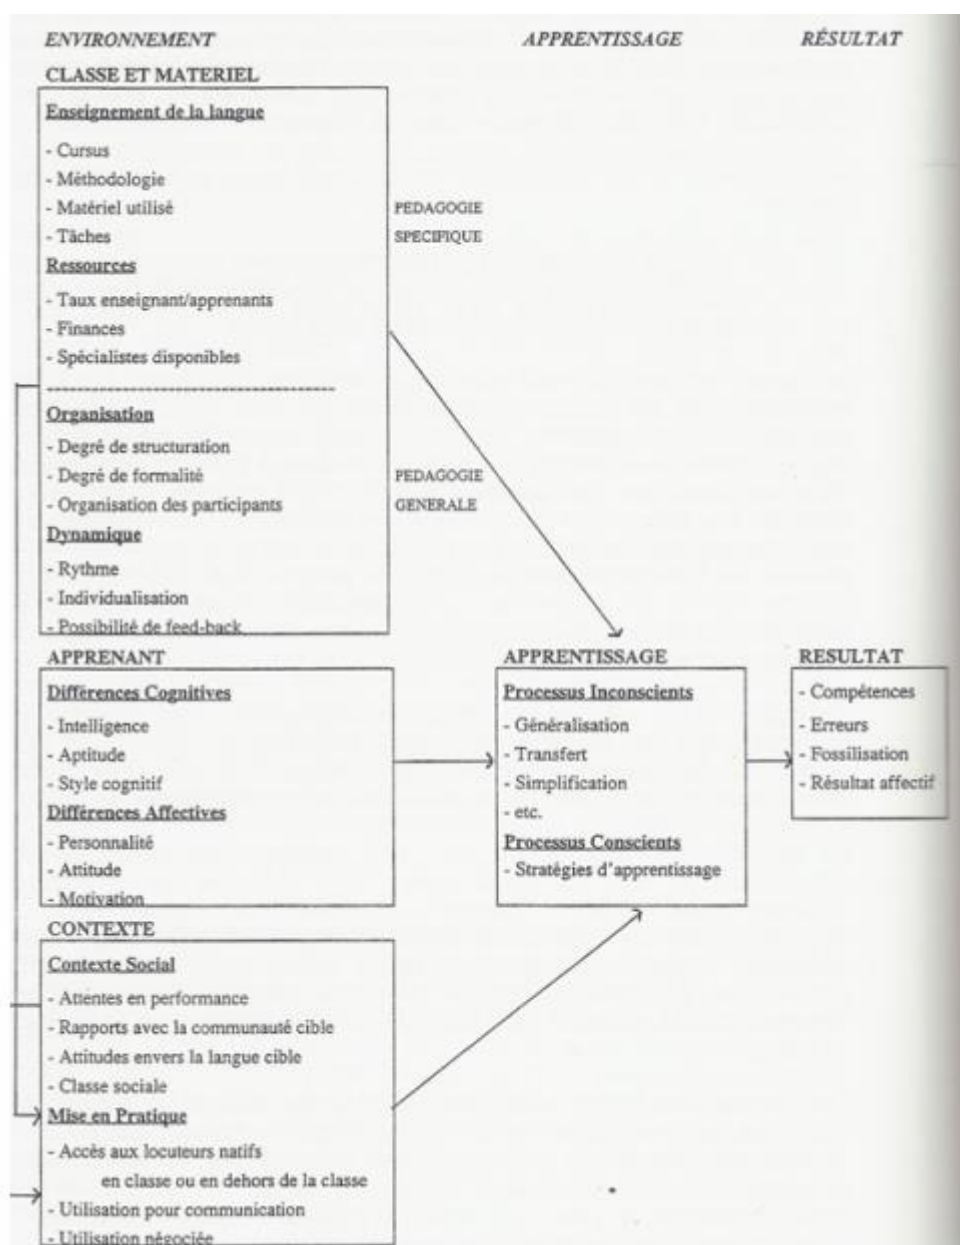 ENVIRONNEMENT APPRENTISSAGE RÉSULTAT
CLASSE ET MATERIEL
Enseignement de la langue
- Cursus
- Méthodologie
- Matériel utilisé PEDAGOGIE
- Tâches SPECIFIQUE
Ressources
- Taux enseignant/apprenants
- Finances
- Spécialistes disponibles
Organisation
- Degré de structuration
- Degré de formalité PEDAGOGIE
- Organisation des participants GENERALE
Dynamique
- Rythme
- Individualisation
- Possibilité de feed-back
APPRENANT
Différences Cognitives
- Intelligence
- Aptitude
- Style cognitif
Différences Affectives
- Personnalité
- Attitude
- Motivation
APPRENTISSAGE
Processus Inconscients
- Généralisation
- Transfert
- Simplification
- etc.
Processus Conscients
- Stratégies d'apprentissage
RESULTAT
- Compétences
- Erreurs
- Fossilisation
- Résultat affectif
CONTEXTE
Contexte Social
- Attentes en performance
- Rapports avec la communauté cible
- Attitudes envers la langue cible
- Classe sociale
Mise en Pratique
- Accès aux locuteurs natifs
en classe ou en dehors de la classe
- Utilisation pour communication
- Utilisation négociée